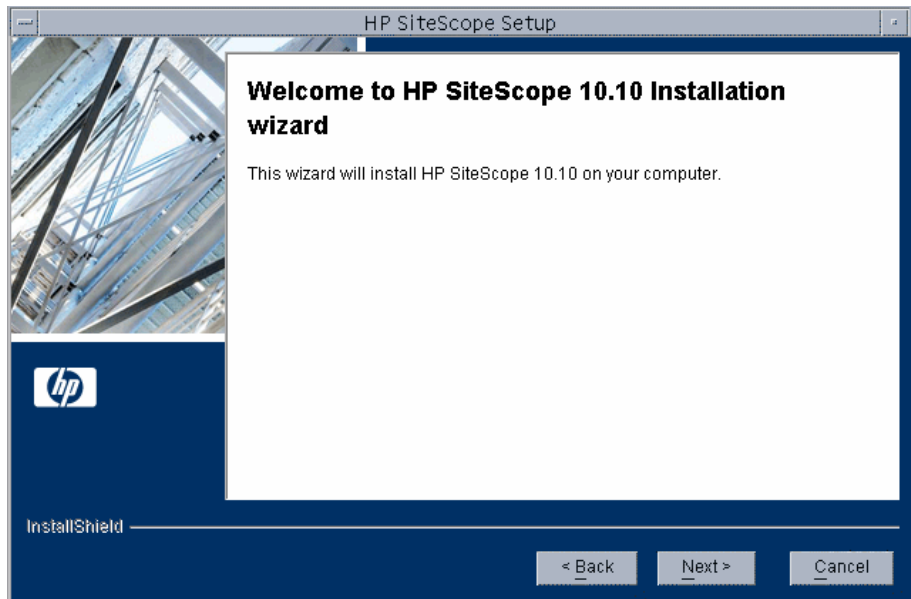 HP SiteScope Setup
Welcome to HP SiteScope 10.10 Installation
wizard
This wizard will install HP SiteScope 10.10 on your computer.
hp
InstallShield
< Back
Next >
Cancel